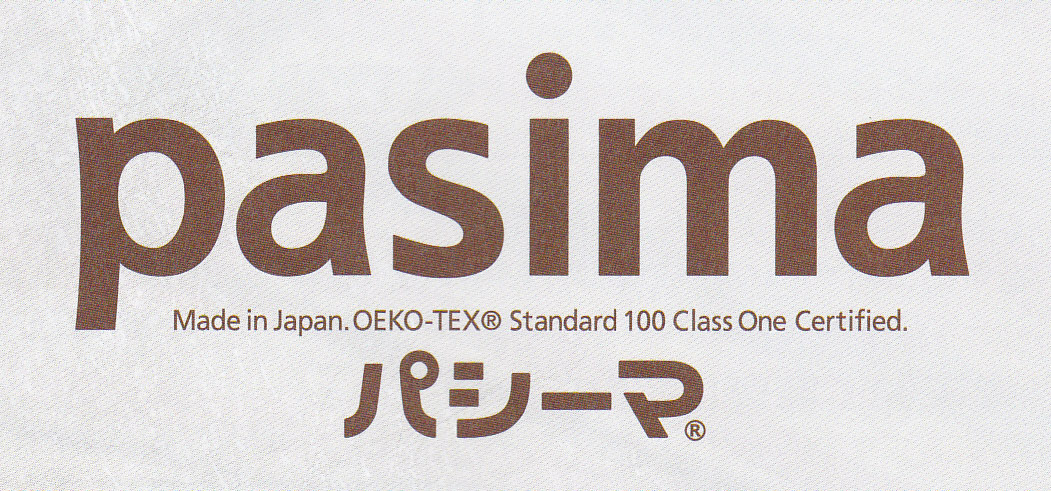 pasima
Made in Japan. OEKO-TEX® Standard 100 Class One Certified.
パシーマ®